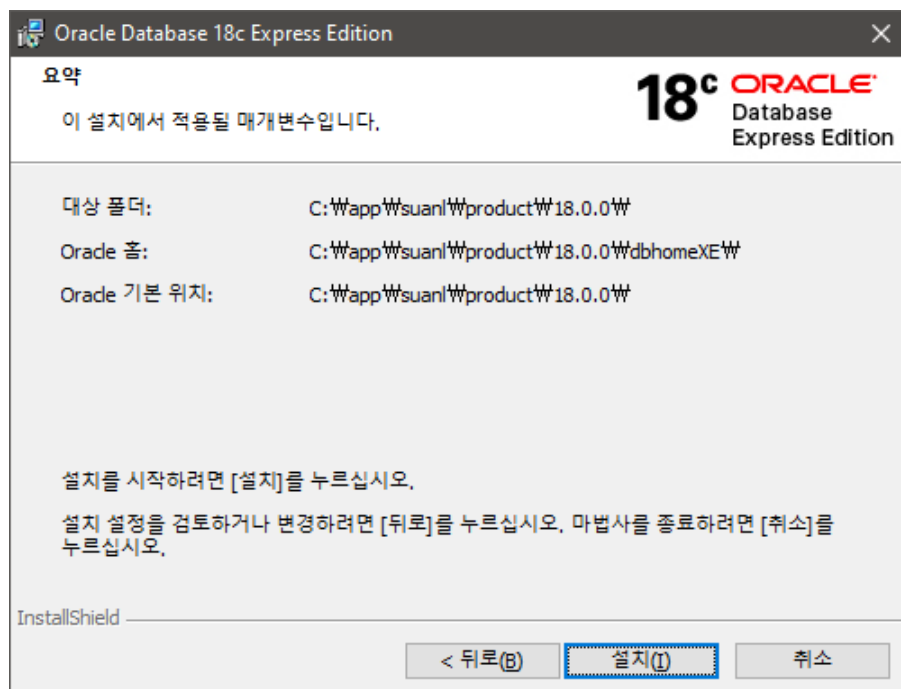 Oracle Database 18c Express Edition
요약
이 설치에서 적용될 매개변수입니다.
18c ORACLE
Database
Express Edition
대상 폴더: C:₩app₩suanl₩product₩18.0.0₩
Oracle 홈: C:₩app₩suanl₩product₩18.0.0₩dbhomeXE₩
Oracle 기본 위치: C:₩app₩suanl₩product₩18.0.0₩
설치를 시작하려면 [설치]를 누르십시오.
설치 설정을 검토하거나 변경하려면 [뒤로]를 누르십시오. 마법사를 종료하려면 [취소]를
누르십시오.
InstallShield
< 뒤로(B) 설치(I) 취소